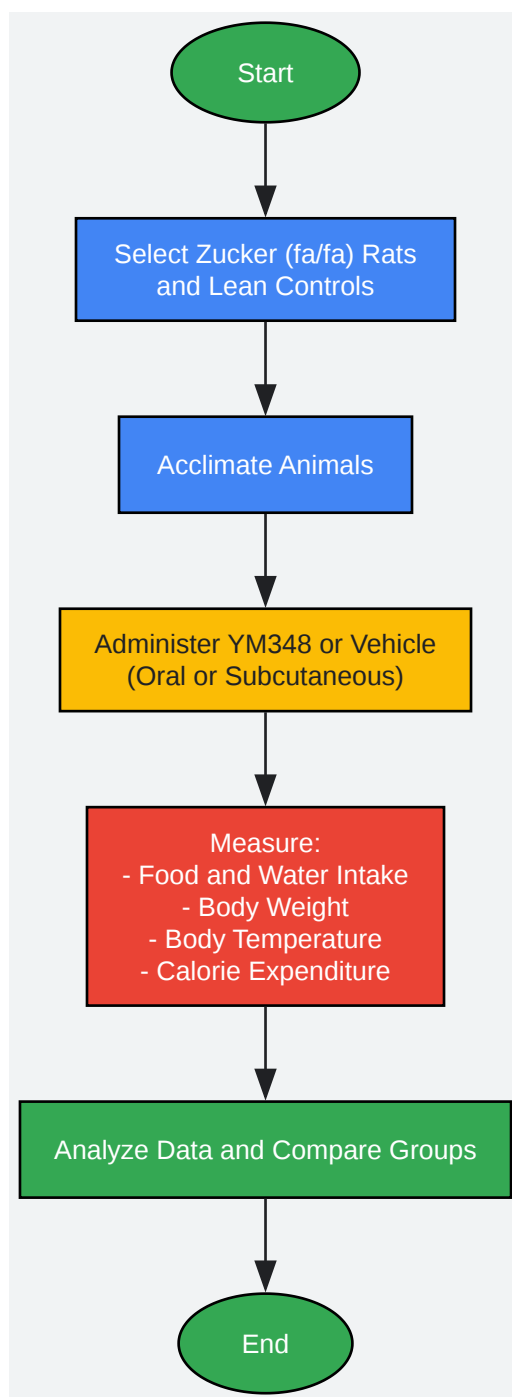 Start
Select Zucker (fa/fa) Rats
and Lean Controls
Acclimate Animals
Administer YM348 or Vehicle
(Oral or Subcutaneous)
Measure:
- Food and Water Intake
- Body Weight
- Body Temperature
- Calorie Expenditure
Analyze Data and Compare Groups
End